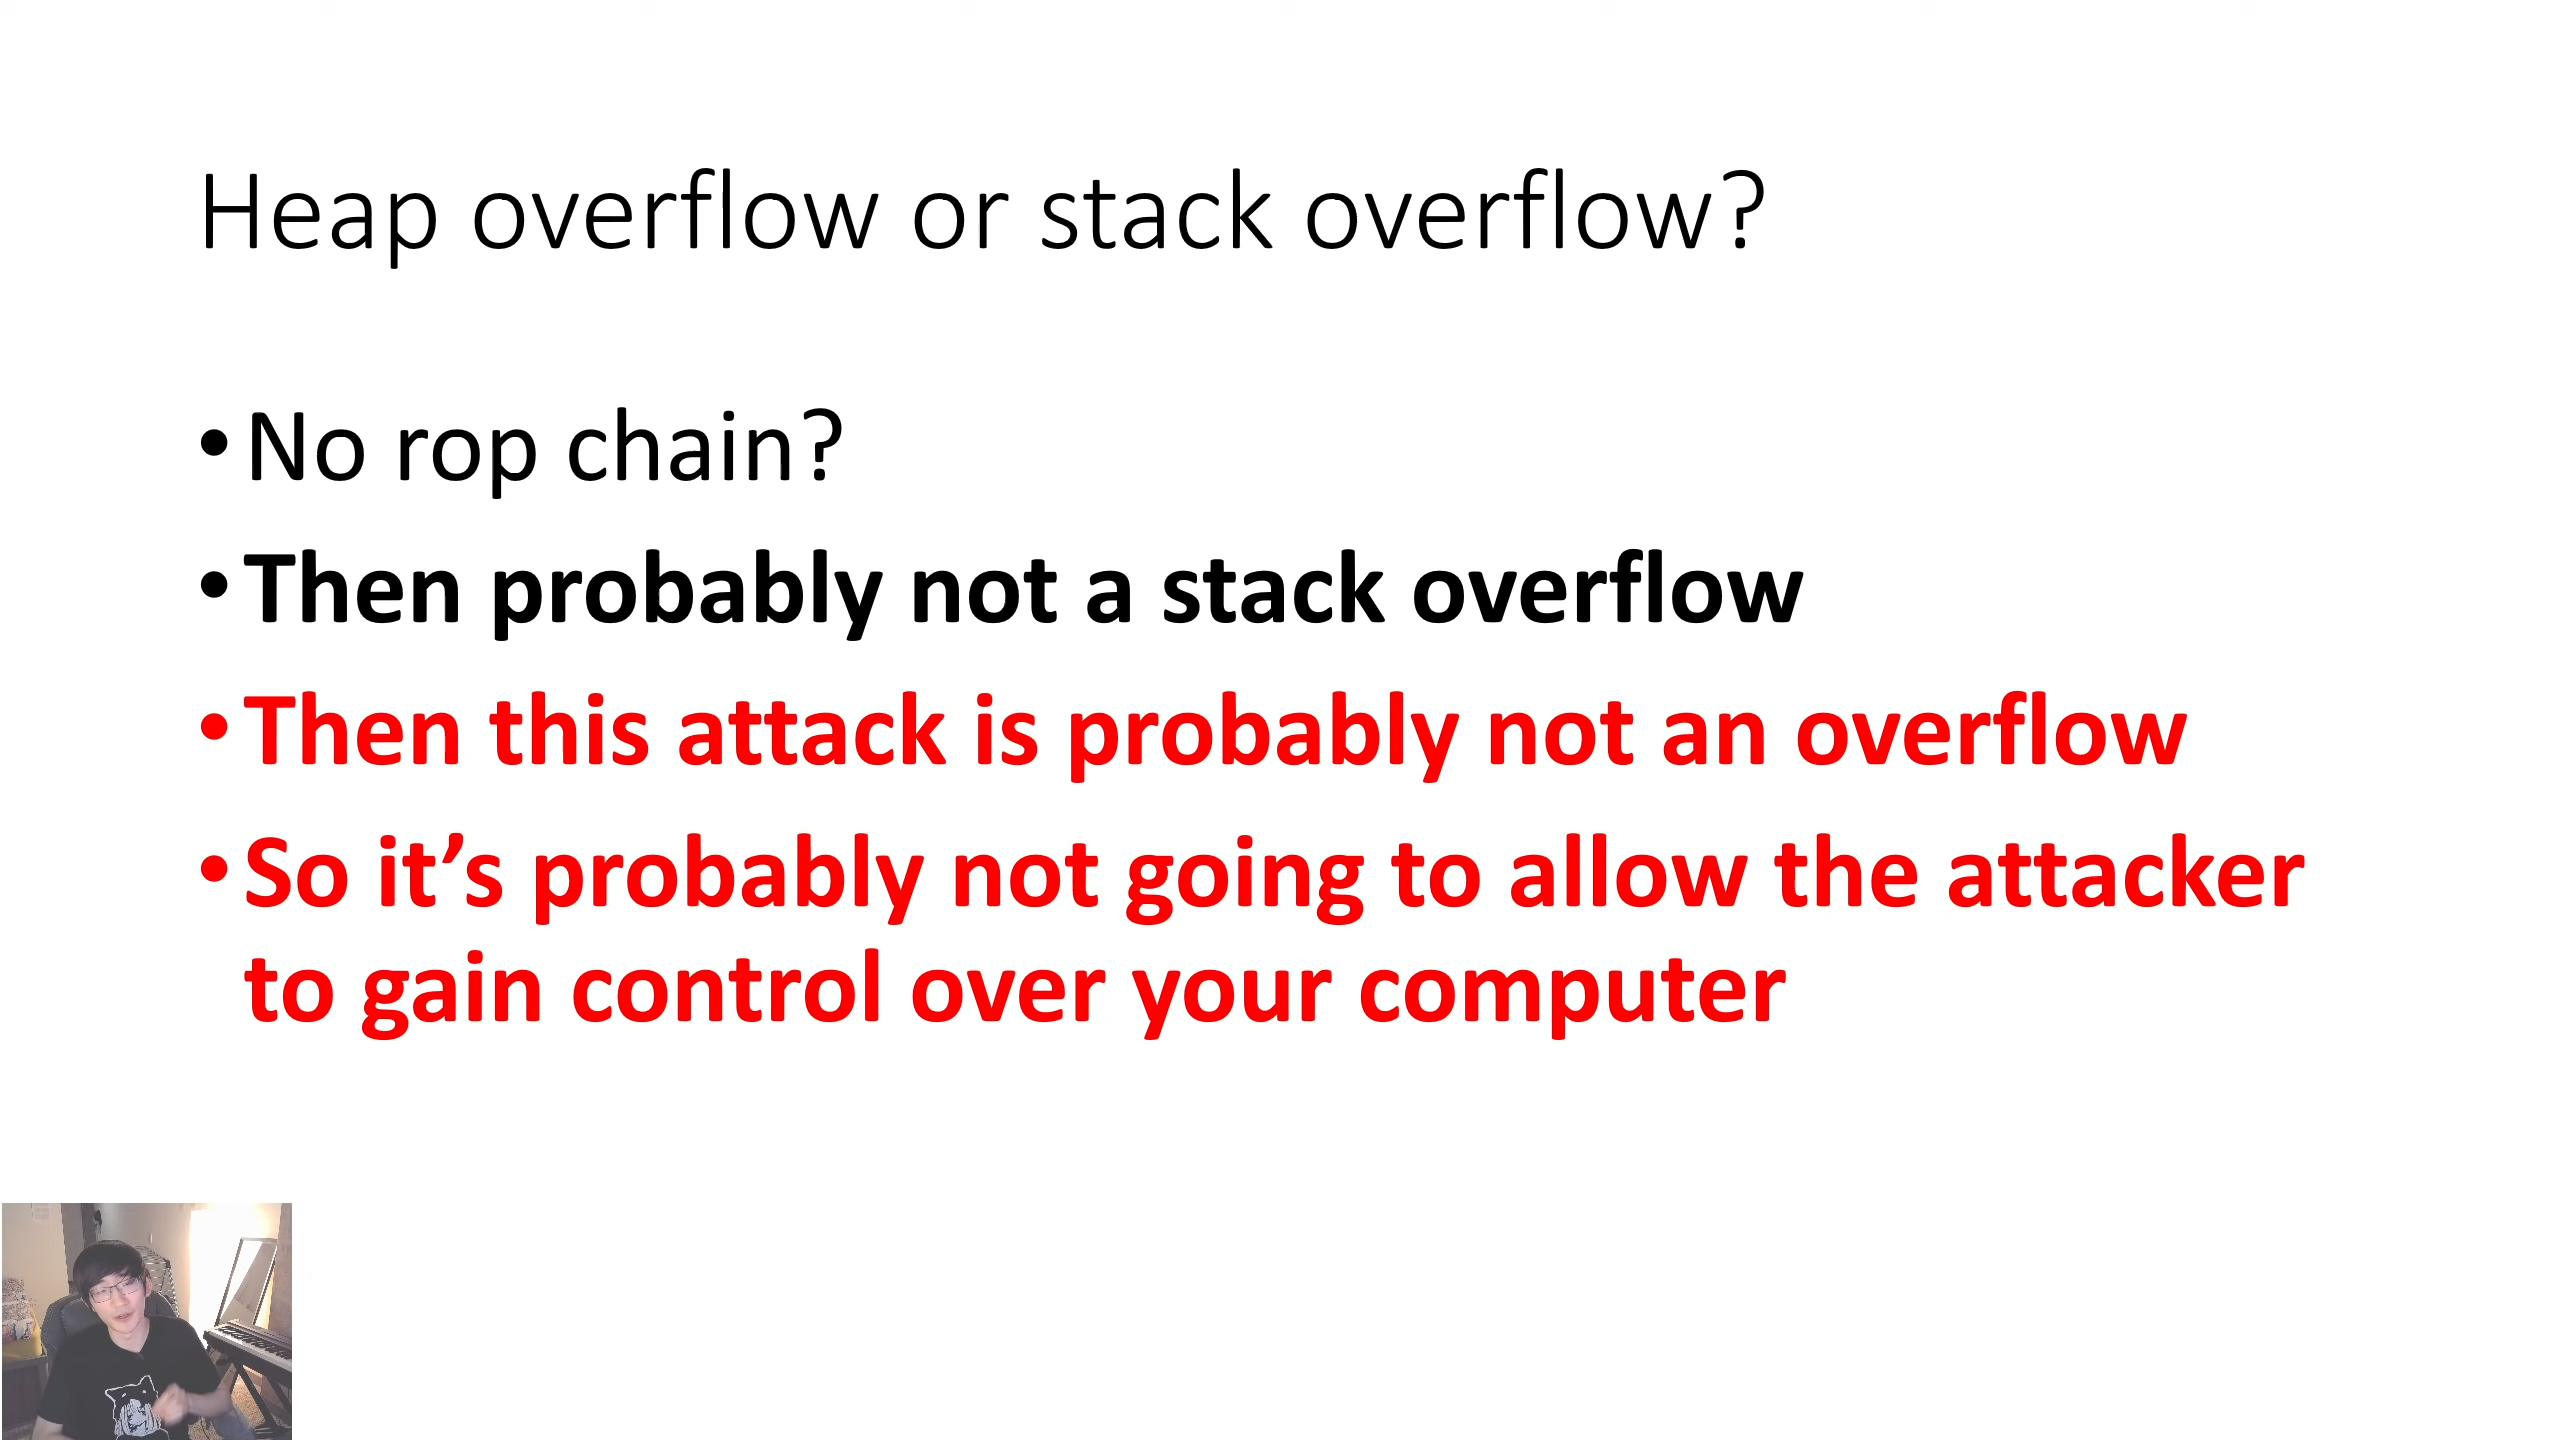 Heap overflow or stack overflow?
• No rop chain?
• Then probably not a stack overflow
• Then this attack is probably not an overflow
• So it’s probably not going to allow the attacker
to gain control over your computer